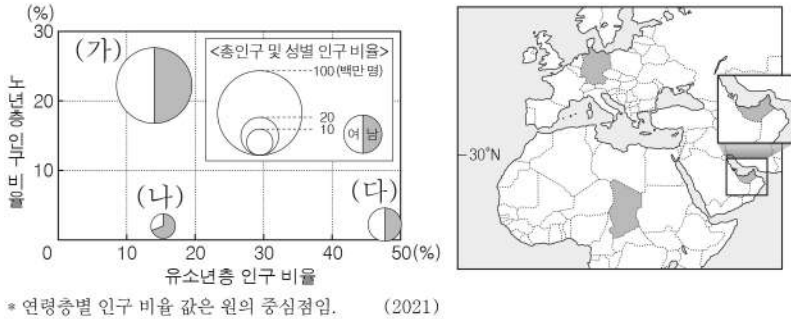 (%)
30
20
10
0
노년층 인구 비율
(가)
(나)
(다)
<총인구 및 성별 인구 비율>
100 (백만 명)
20
10
여 남
10 20 30 40 50(%)
유소년층 인구 비율
* 연령층별 인구 비율 값은 원의 중심점임. (2021)
30°N